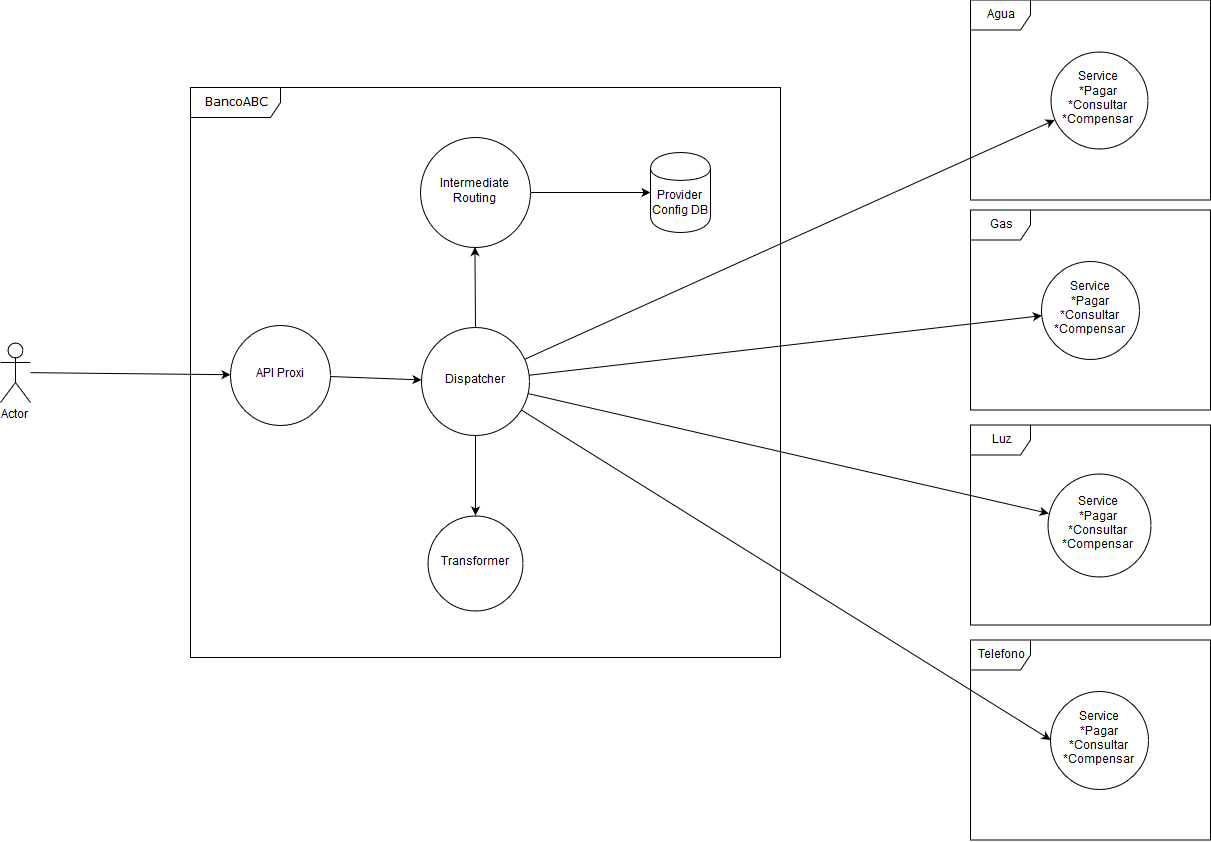 Agua
Service
*Pagar
*Consultar
*Compensar
BancoABC
Intermediate
Routing
Provider
Config DB
Gas
Service
*Pagar
*Consultar
*Compensar
Actor
API Proxi
Dispatcher
Luz
Service
*Pagar
*Consultar
*Compensar
Transformer
Telefono
Service
*Pagar
*Consultar
*Compensar